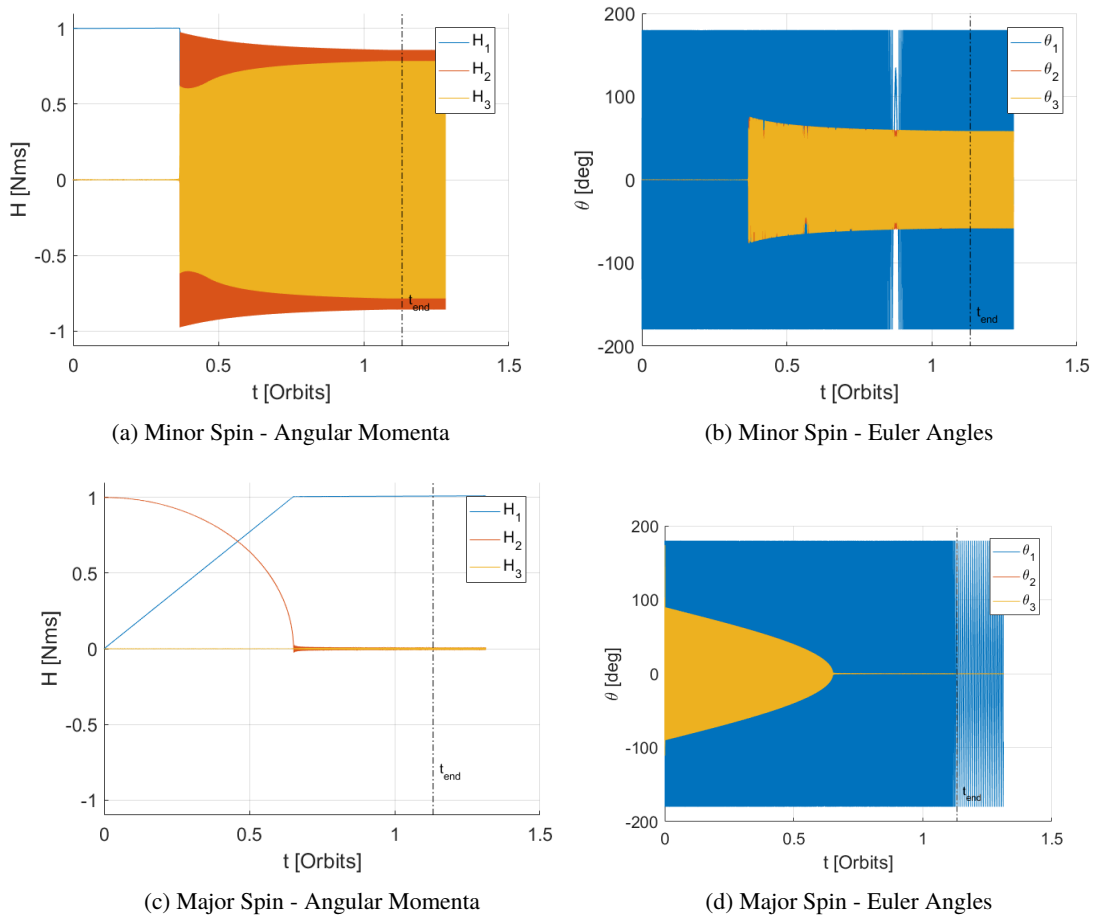 1
0.5
0
-0.5
-1
H [Nms]
0 0.5 1 1.5
t [Orbits]
H₁
H₂
H₃
t_end
(a) Minor Spin - Angular Momenta
200
100
0
-100
-200
θ [deg]
0 0.5 1 1.5
t [Orbits]
θ₁
θ₂
θ₃
t_end
(b) Minor Spin - Euler Angles
1
0.5
0
-0.5
-1
H [Nms]
0 0.5 1 1.5
t [Orbits]
H₁
H₂
H₃
t_end
(c) Major Spin - Angular Momenta
200
100
0
-100
-200
θ [deg]
0 0.5 1 1.5
t [Orbits]
θ₁
θ₂
θ₃
t_end
(d) Major Spin - Euler Angles